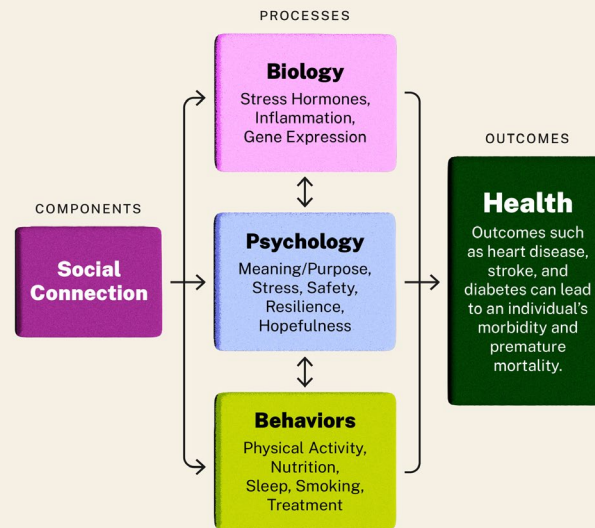 PROCESSES
Biology
Stress Hormones,
Inflammation,
Gene Expression
OUTCOMES
COMPONENTS
Social
Connection
Psychology
Meaning/Purpose,
Stress, Safety,
Resilience,
Hopefulness
Health
Outcomes such
as heart disease,
stroke, and
diabetes can lead
to an individual's
morbidity and
premature
mortality.
Behaviors
Physical Activity,
Nutrition,
Sleep, Smoking,
Treatment